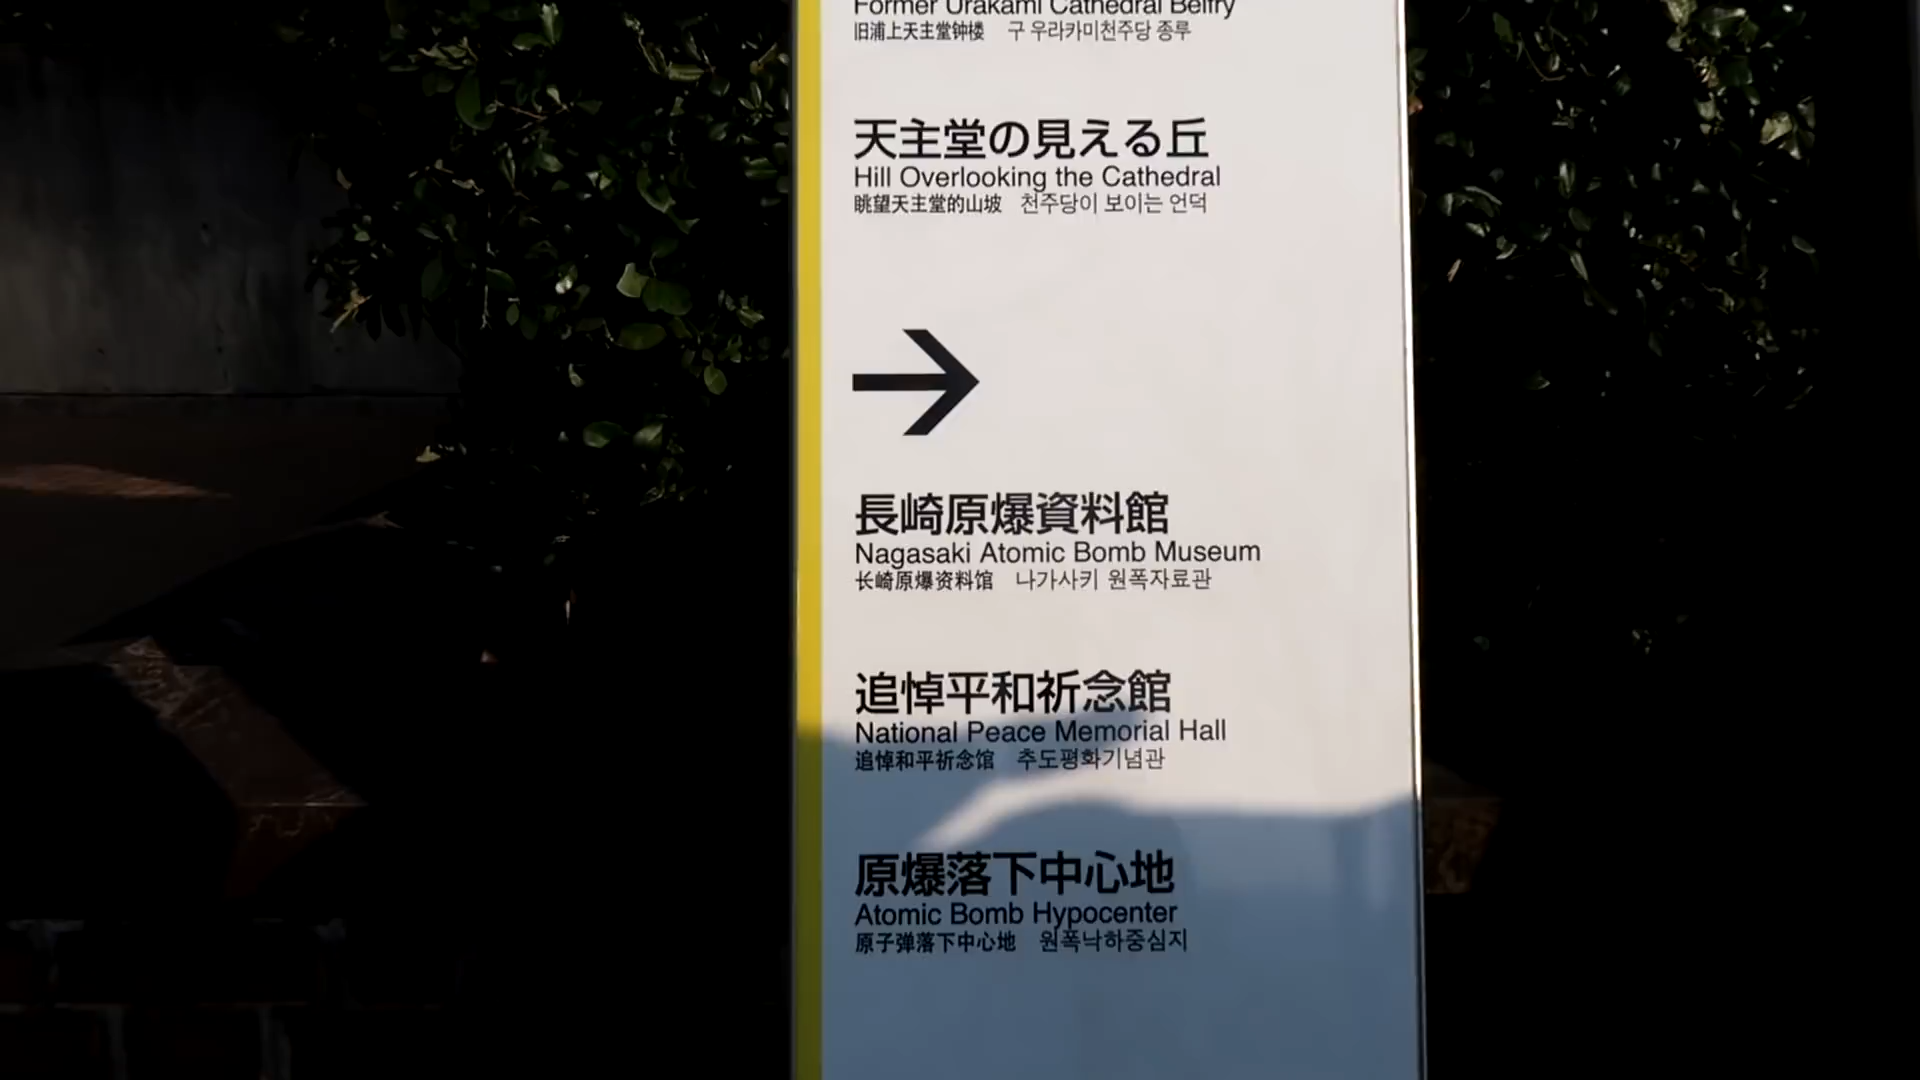 Former Urakami Cathedral Belfry
旧浦上天主堂钟楼 구 우라카미천주당 종루
天主堂の見える丘
Hill Overlooking the Cathedral
眺望天主堂的山坡 천주당이 보이는 언덕
長崎原爆資料館
Nagasaki Atomic Bomb Museum
长崎原爆资料馆 나가사키 원폭자료관
追悼平和祈念館
National Peace Memorial Hall
追悼和平祈念馆 추도평화기념관
原爆落下中心地
Atomic Bomb Hypocenter
原子弹落下中心地 원폭낙하중심지